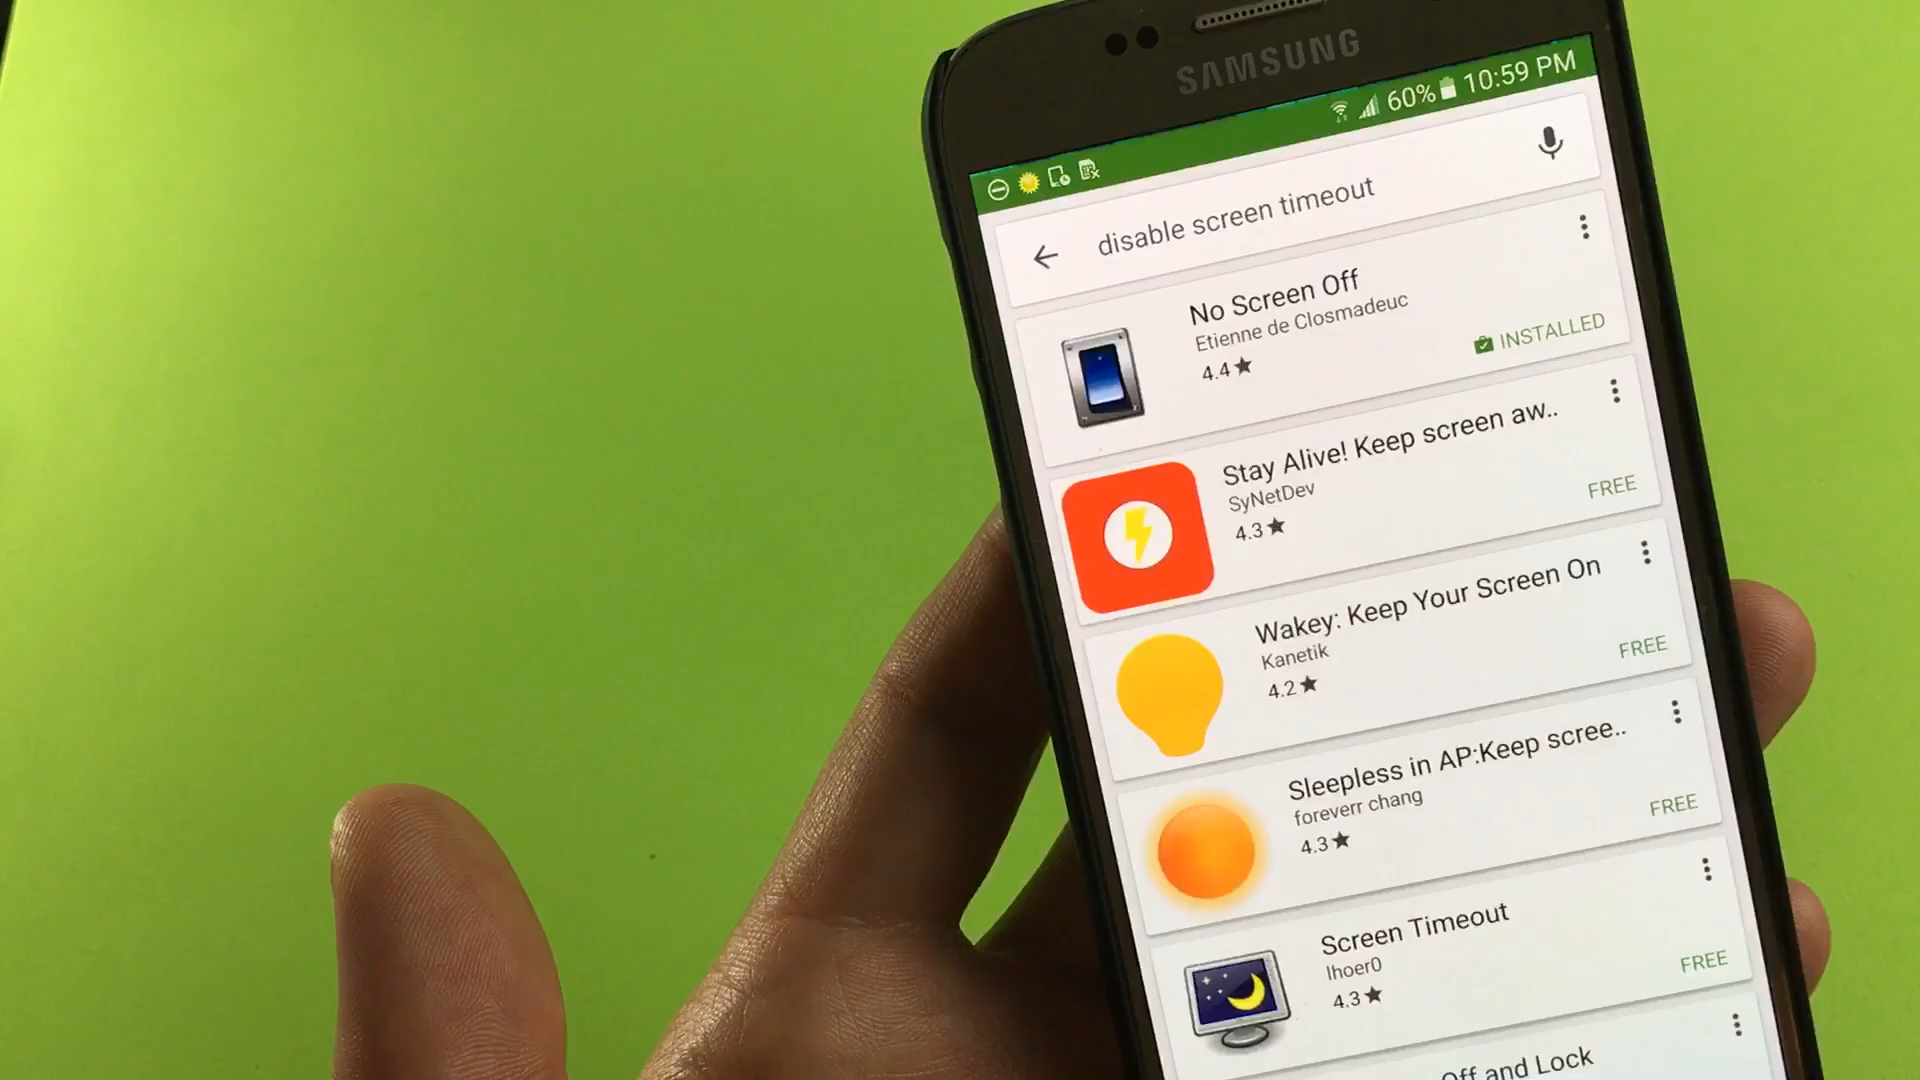 SAMSUNG
60% 10:59 PM
disable screen timeout
No Screen Off
Etienne de Closmadeuc
4.4
INSTALLED
Stay Alive! Keep screen aw..
SyNetDev
4.3
FREE
Wakey: Keep Your Screen On
Kanetik
4.2
FREE
Sleepless in AP:Keep scree..
foreverr chang
4.3
FREE
Screen Timeout
lhoer0
4.3
FREE
Off and Lock